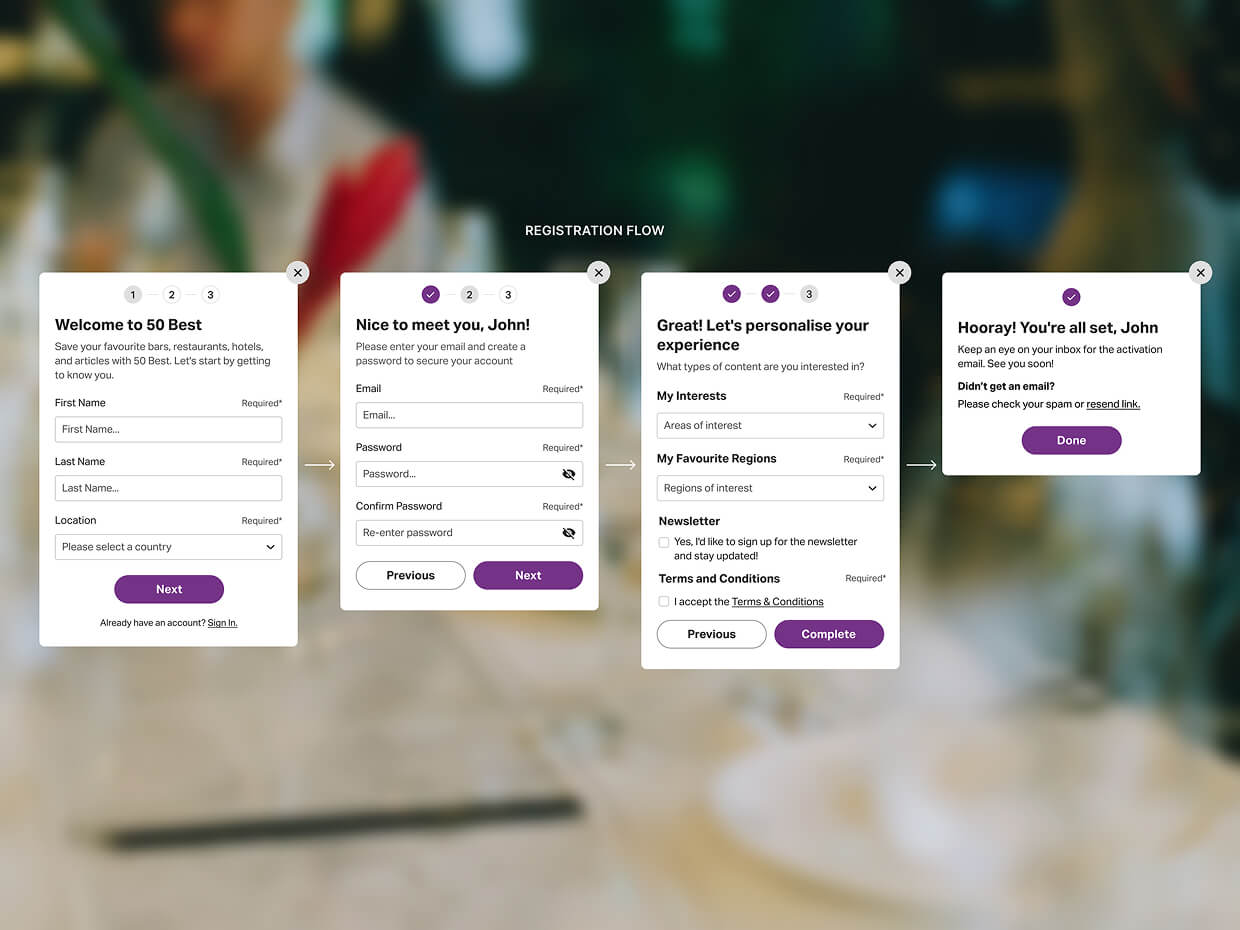 REGISTRATION FLOW
1 2 3
Welcome to 50 Best
Save your favourite bars, restaurants, hotels,
and articles with 50 Best. Let's start by getting
to know you.
First Name Required*
First Name...
Last Name Required*
Last Name...
Location Required*
Please select a country
Next
Already have an account? Sign In.
2 3
Nice to meet you, John!
Please enter your email and create a
password to secure your account
Email Required*
Email...
Password Required*
Password...
Confirm Password Required*
Re-enter password
Previous Next
3
Great! Let's personalise your
experience
What types of content are you interested in?
My Interests Required*
Areas of interest
My Favourite Regions Required*
Regions of interest
Newsletter
Yes, I'd like to sign up for the newsletter
and stay updated!
Terms and Conditions Required*
I accept the Terms & Conditions
Previous Complete
Hooray! You're all set, John
Keep an eye on your inbox for the activation
email. See you soon!
Didn't get an email?
Please check your spam or resend link.
Done